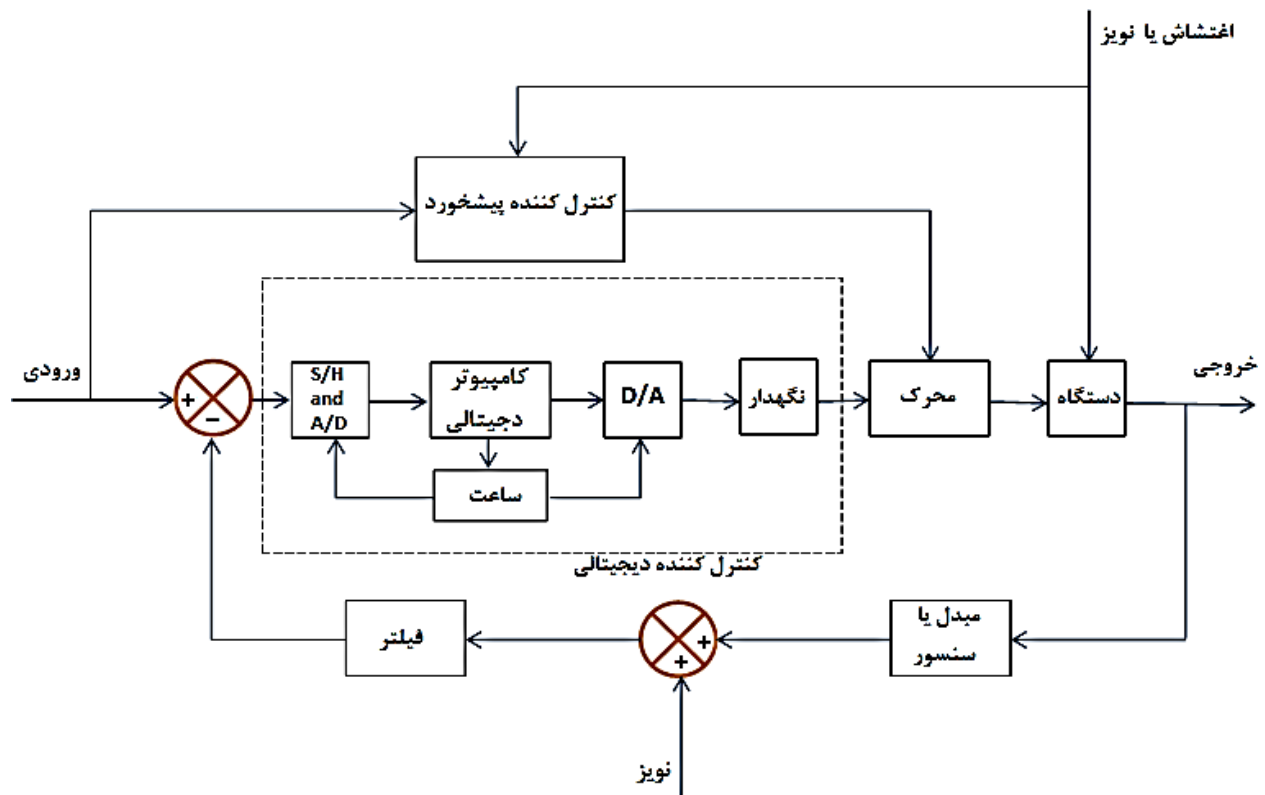 اغتشاش یا نویز
کنترل کننده پیشخورد
ورودی
+
−
S/H
and
A/D
کامپیوتر
دجیتالی
D/A
نگهدار
محرک
دستگاه
خروجی
ساعت
کنترل کننده دیجیتالی
فیلتر
+
+
مبدل یا
سنسور
نویز